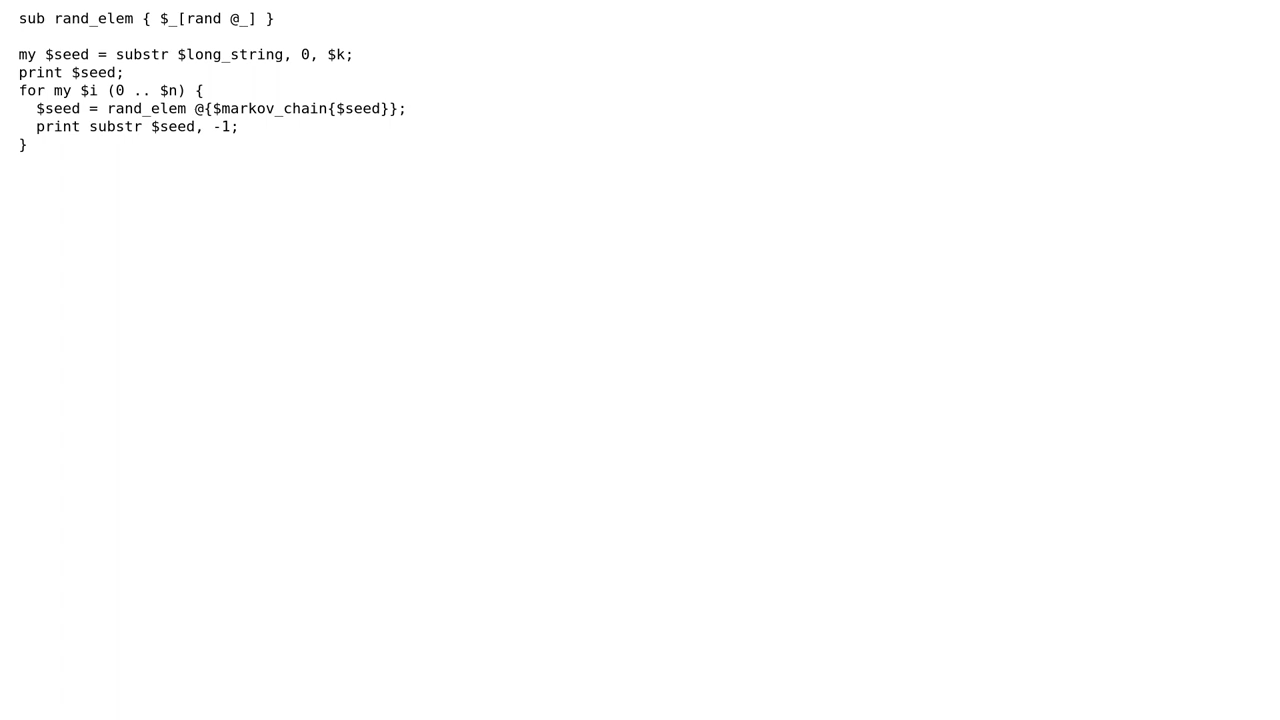 sub rand_elem { $_[rand @_] }

my $seed = substr $long_string, 0, $k;
print $seed;
for my $i (0 .. $n) {
  $seed = rand_elem @{$markov_chain{$seed}};
  print substr $seed, -1;
}